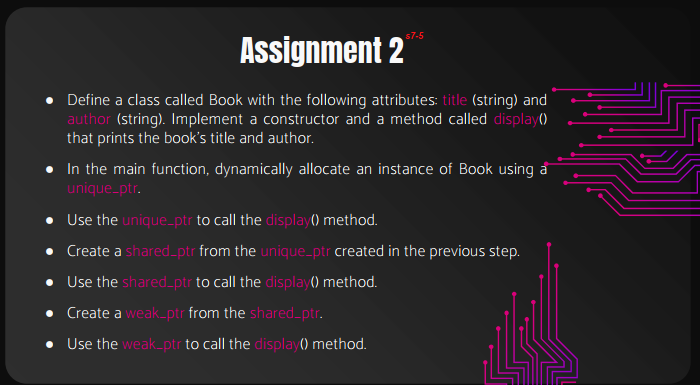 Assignment 2
s7-5
● Define a class called Book with the following attributes: title (string) and
author (string). Implement a constructor and a method called display()
that prints the book's title and author.
● In the main function, dynamically allocate an instance of Book using a
unique_ptr.
● Use the unique_ptr to call the display() method.
● Create a shared_ptr from the unique_ptr created in the previous step.
● Use the shared_ptr to call the display() method.
● Create a weak_ptr from the shared_ptr.
● Use the weak_ptr to call the display() method.